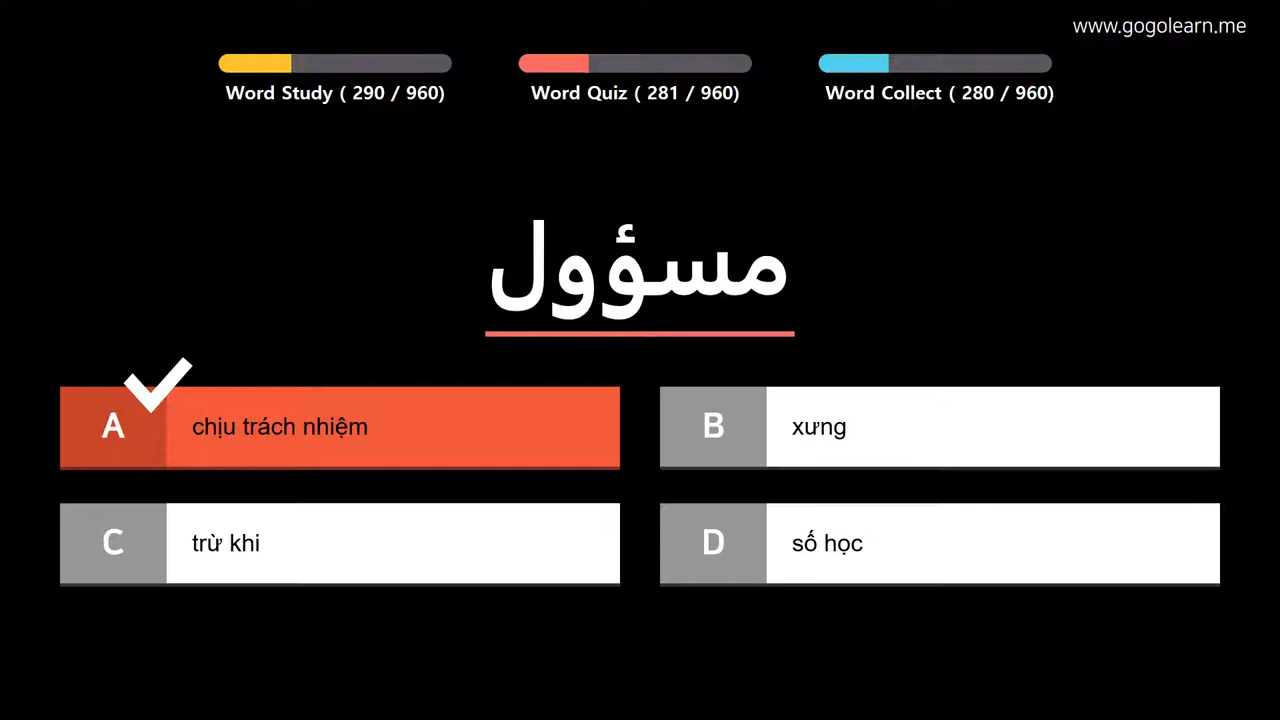 www.gogolearn.me
Word Study ( 290 / 960)
Word Quiz ( 281 / 960)
Word Collect ( 280 / 960)
مسؤول
A chịu trách nhiệm
B xưng
C trừ khi
D số học